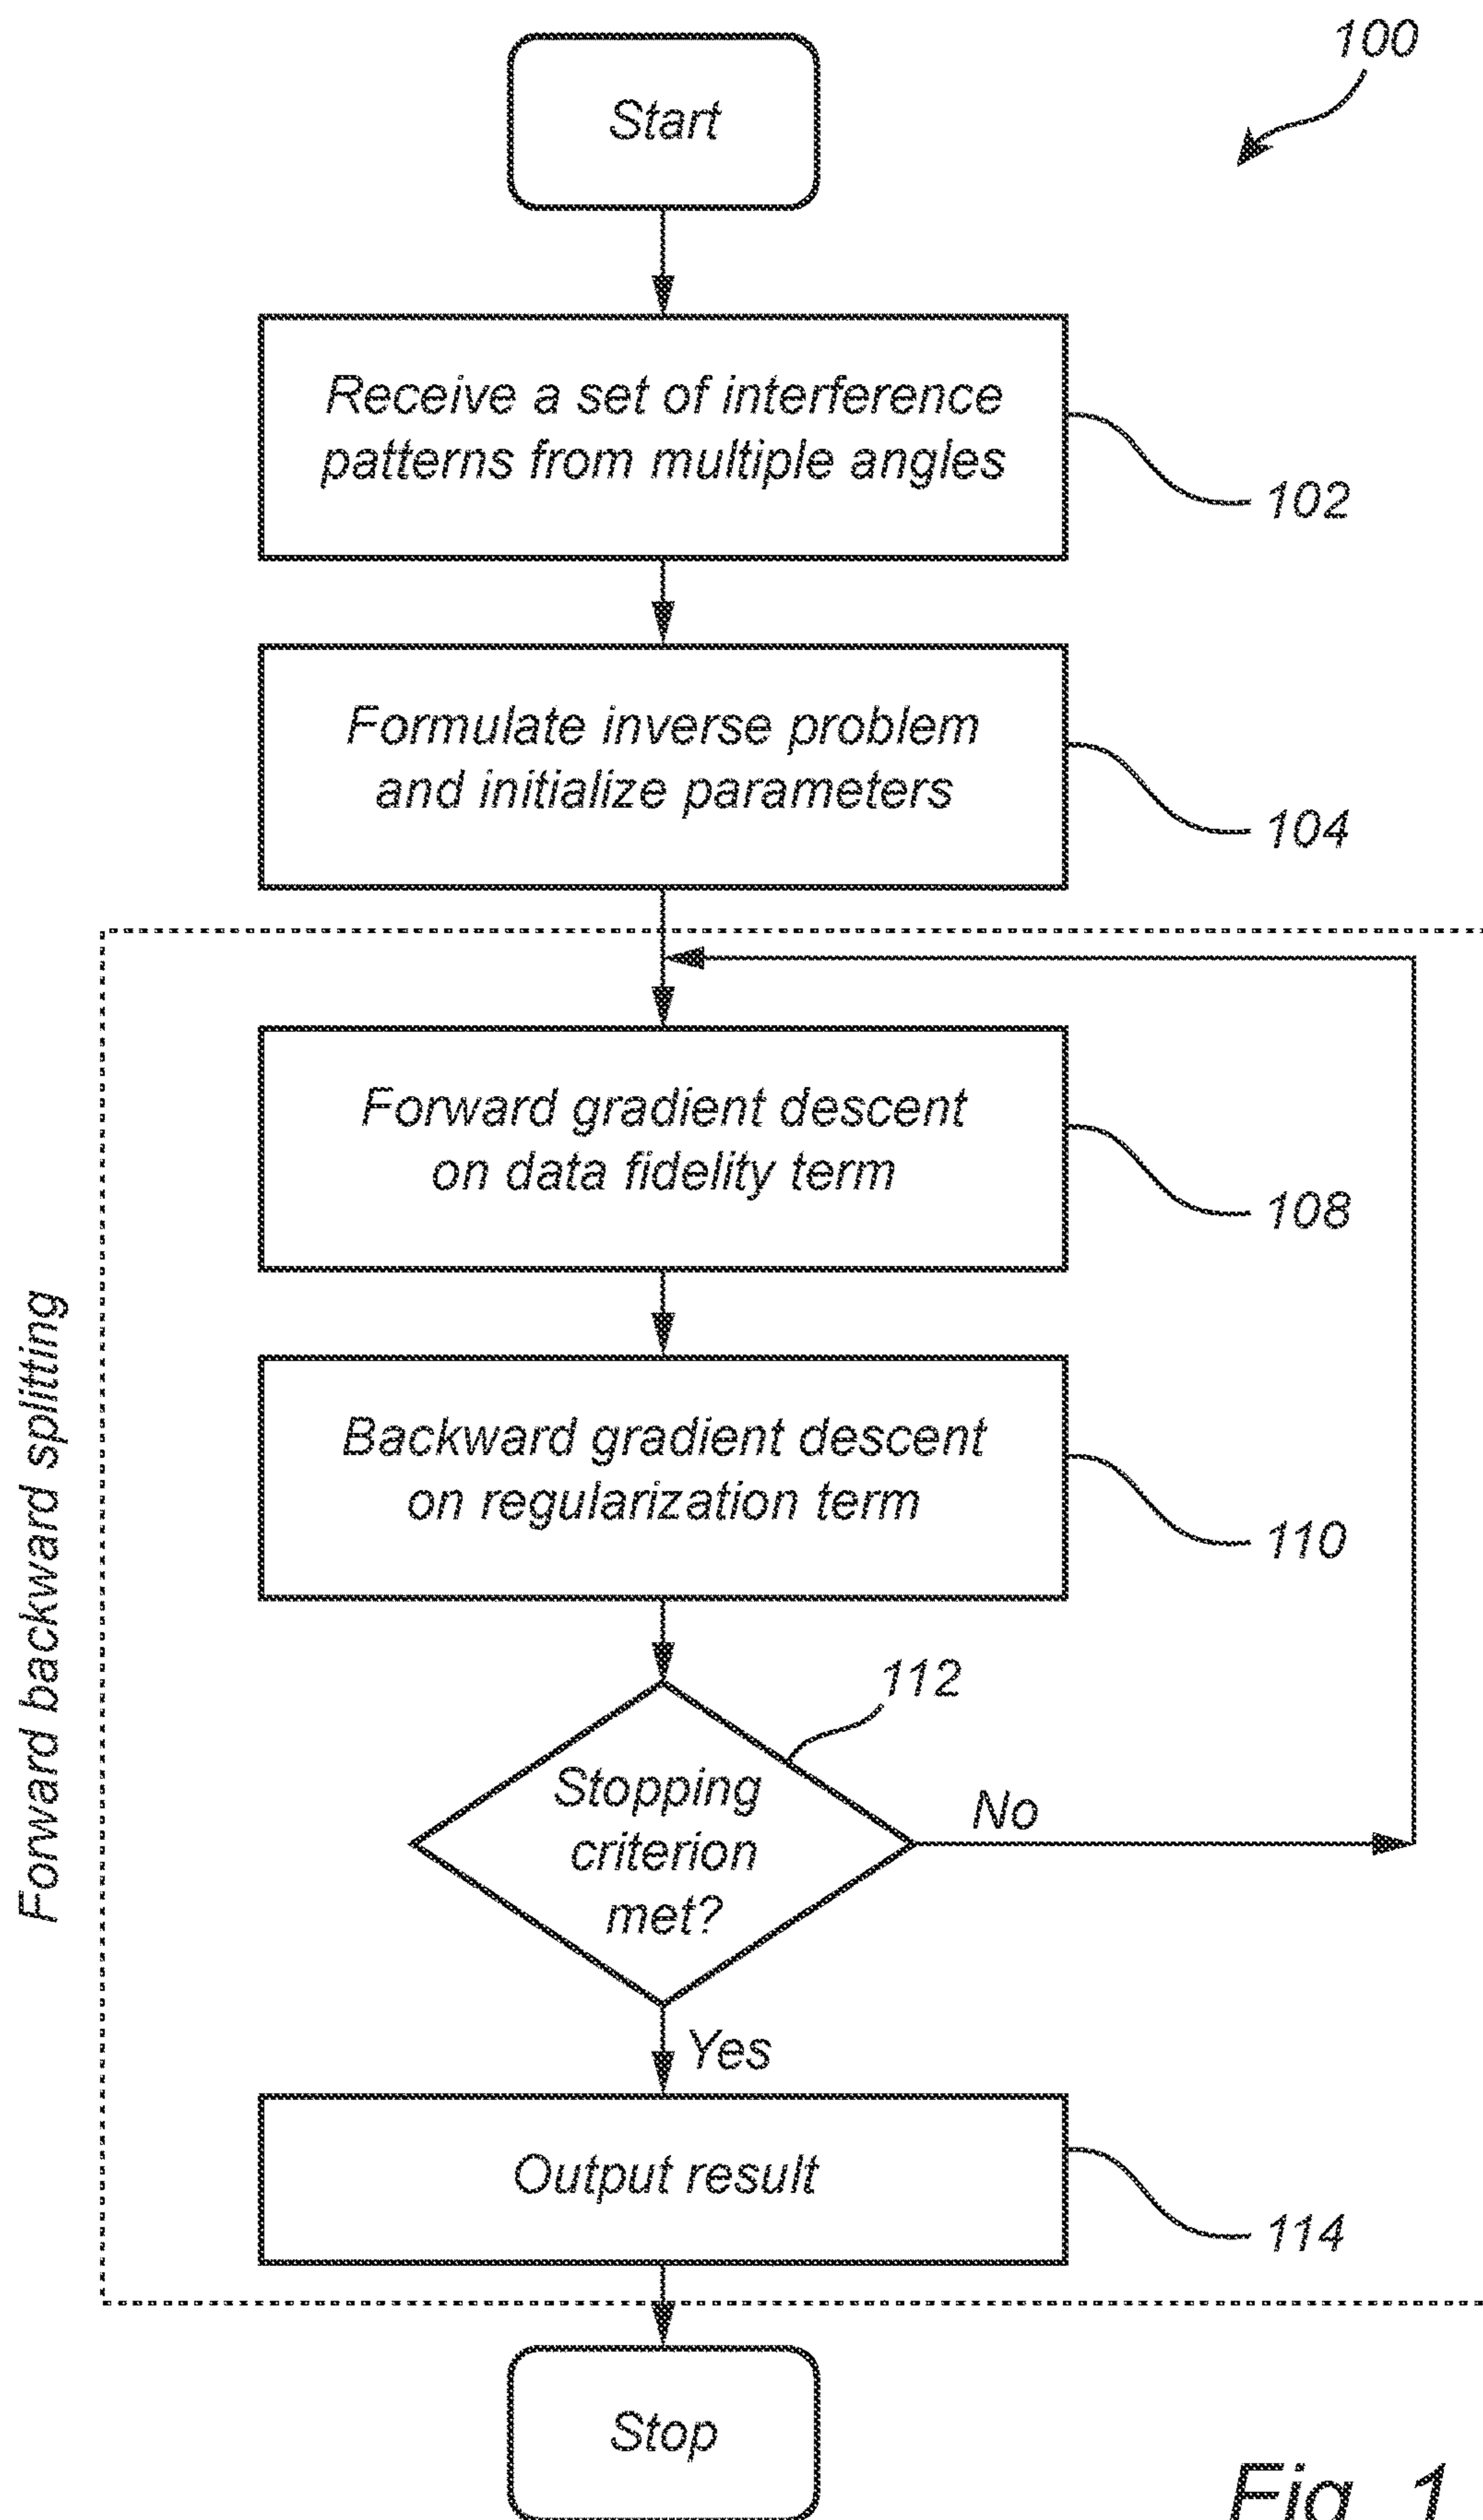 100
Start
Receive a set of interference
patterns from multiple angles
102
Formulate inverse problem
and initialize parameters
104
Forward backward splitting
Forward gradient descent
on data fidelity term
108
Backward gradient descent
on regularization term
110
112
Stopping
criterion
met?
No
Yes
Output result
114
Stop
Fig. 1